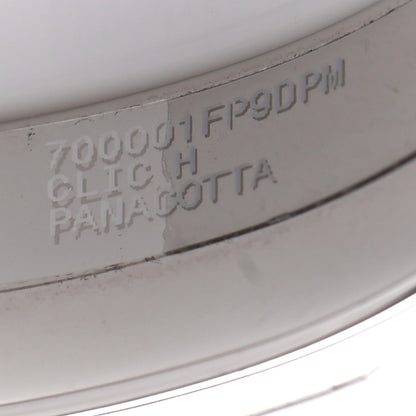 700001FP9DPM
CLIC H
PANACOTTA